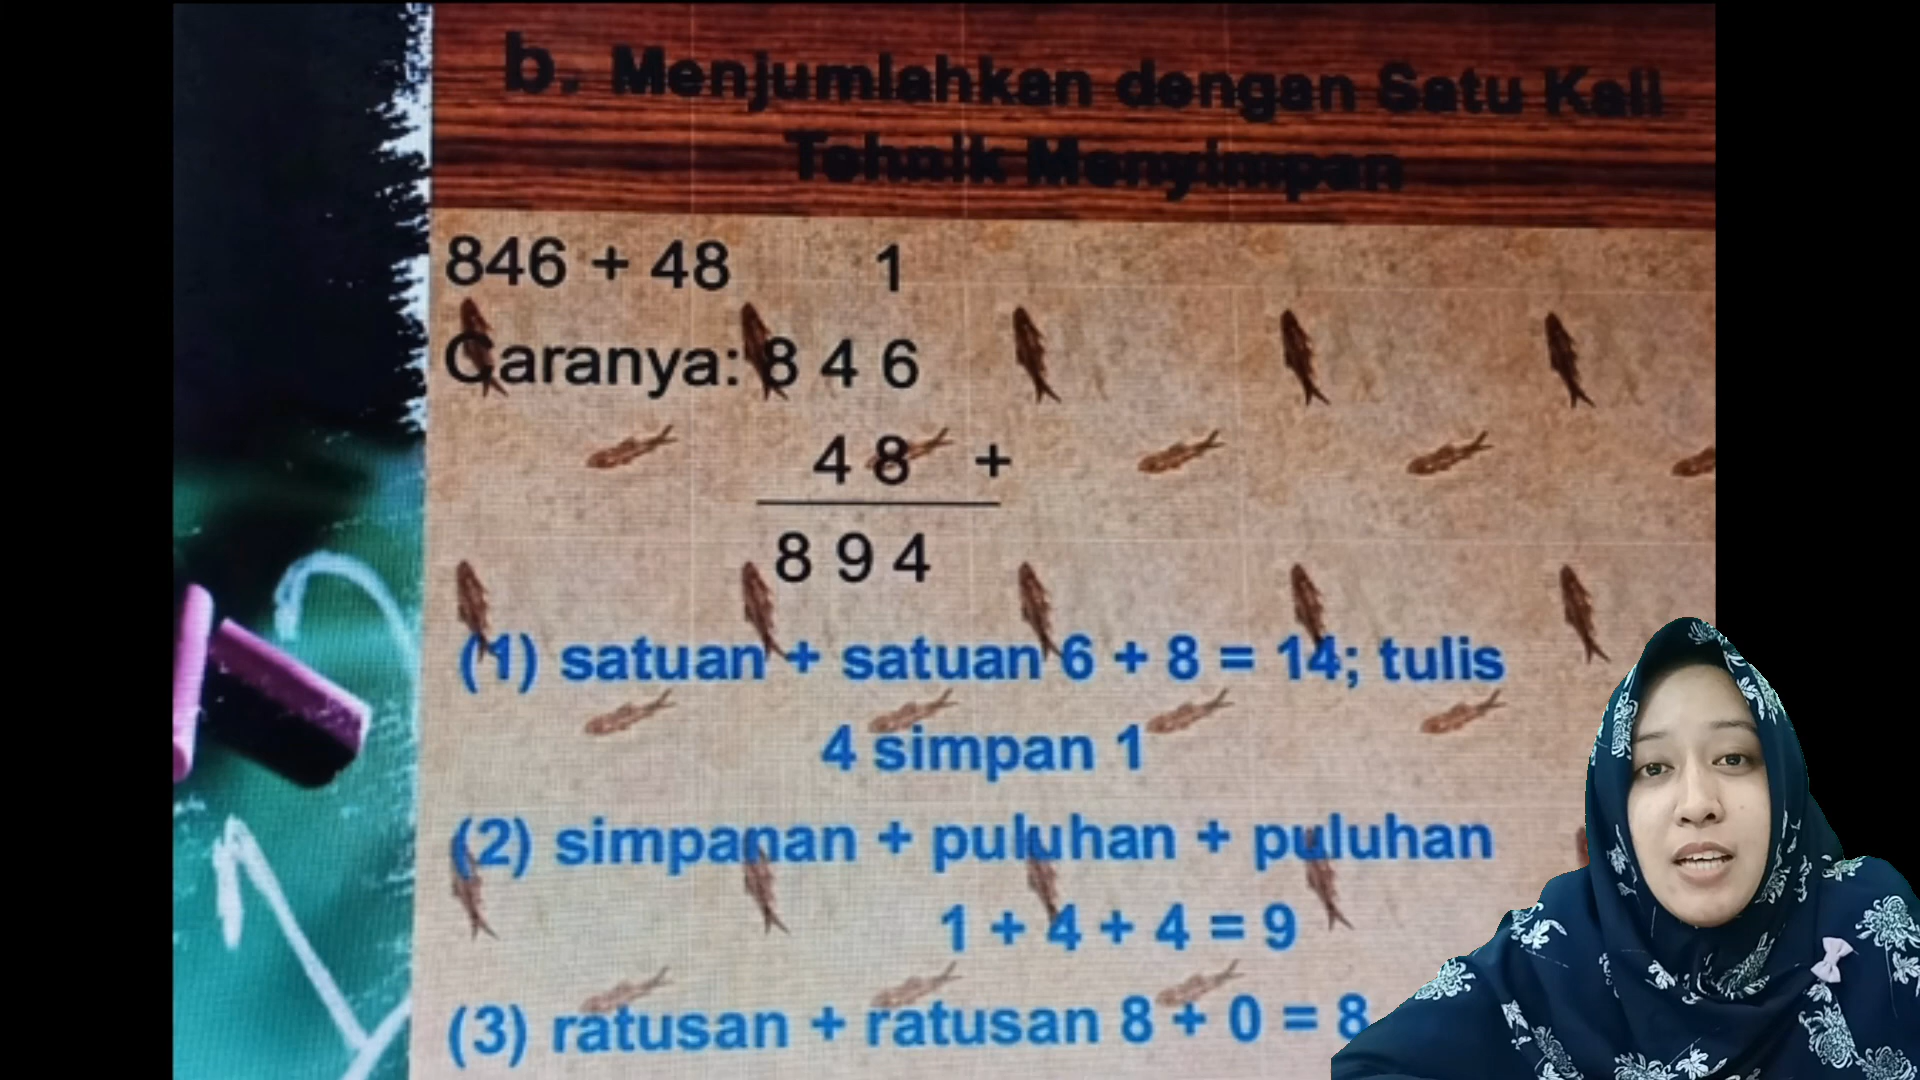 b. Menjumlahkan dengan Satu Kali
Tehnik Menyimpan
846 + 48 1
Caranya: 8 4 6
4 8 +
8 9 4
(1) satuan + satuan 6 + 8 = 14; tulis
4 simpan 1
(2) simpanan + puluhan + puluhan
1 + 4 + 4 = 9
(3) ratusan + ratusan 8 + 0 = 8